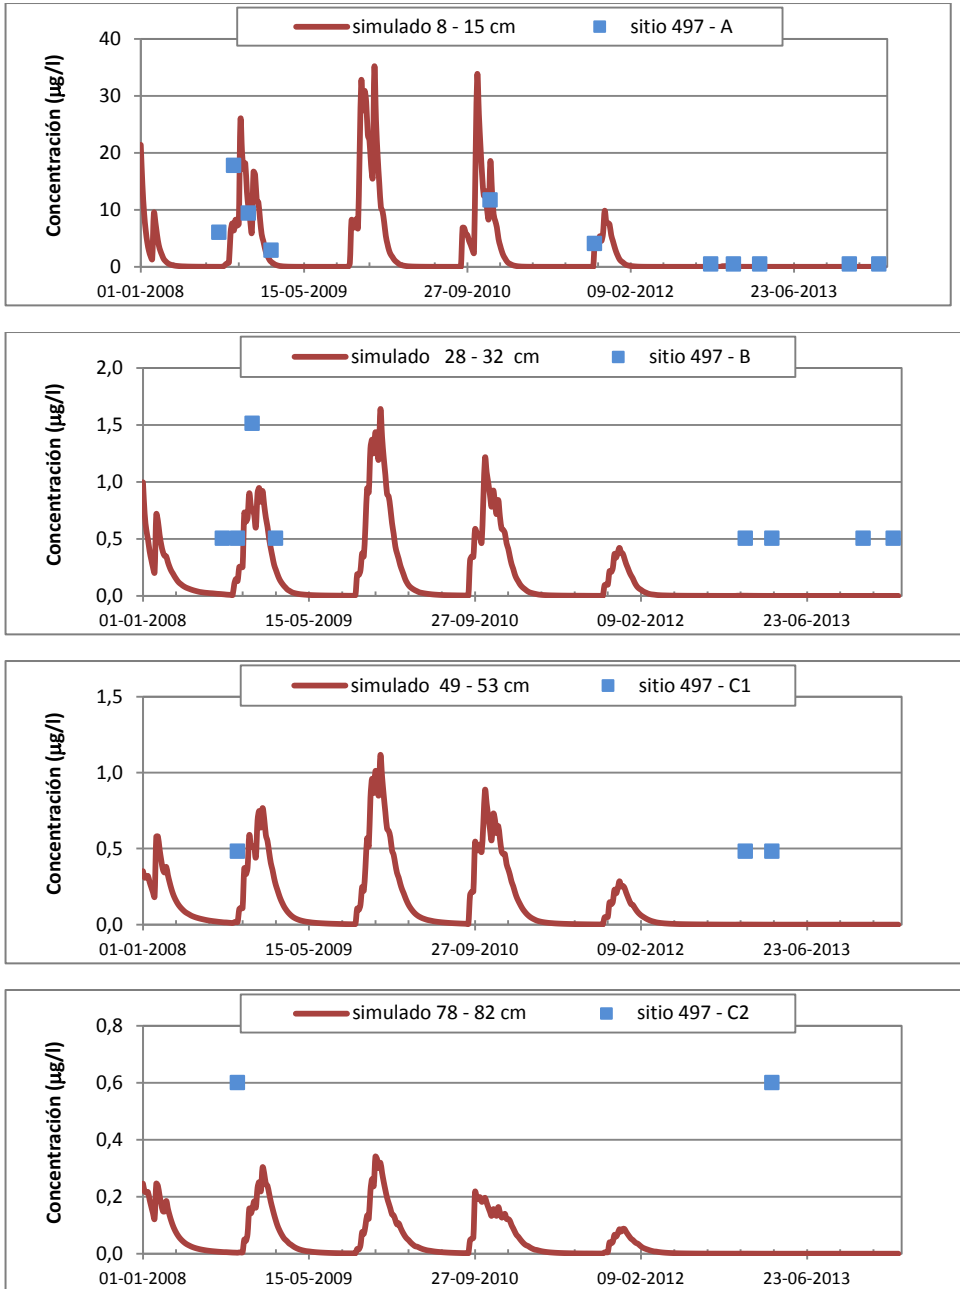 simulado 8 - 15 cm sitio 497 - A
Concentración (µg/l)
40
30
20
10
0
01-01-2008 15-05-2009 27-09-2010 09-02-2012 23-06-2013
simulado 28 - 32 cm sitio 497 - B
Concentración (µg/l)
2,0
1,5
1,0
0,5
0,0
01-01-2008 15-05-2009 27-09-2010 09-02-2012 23-06-2013
simulado 49 - 53 cm sitio 497 - C1
Concentración (µg/l)
1,5
1,0
0,5
0,0
01-01-2008 15-05-2009 27-09-2010 09-02-2012 23-06-2013
simulado 78 - 82 cm sitio 497 - C2
Concentración (µg/l)
0,8
0,6
0,4
0,2
0,0
01-01-2008 15-05-2009 27-09-2010 09-02-2012 23-06-2013